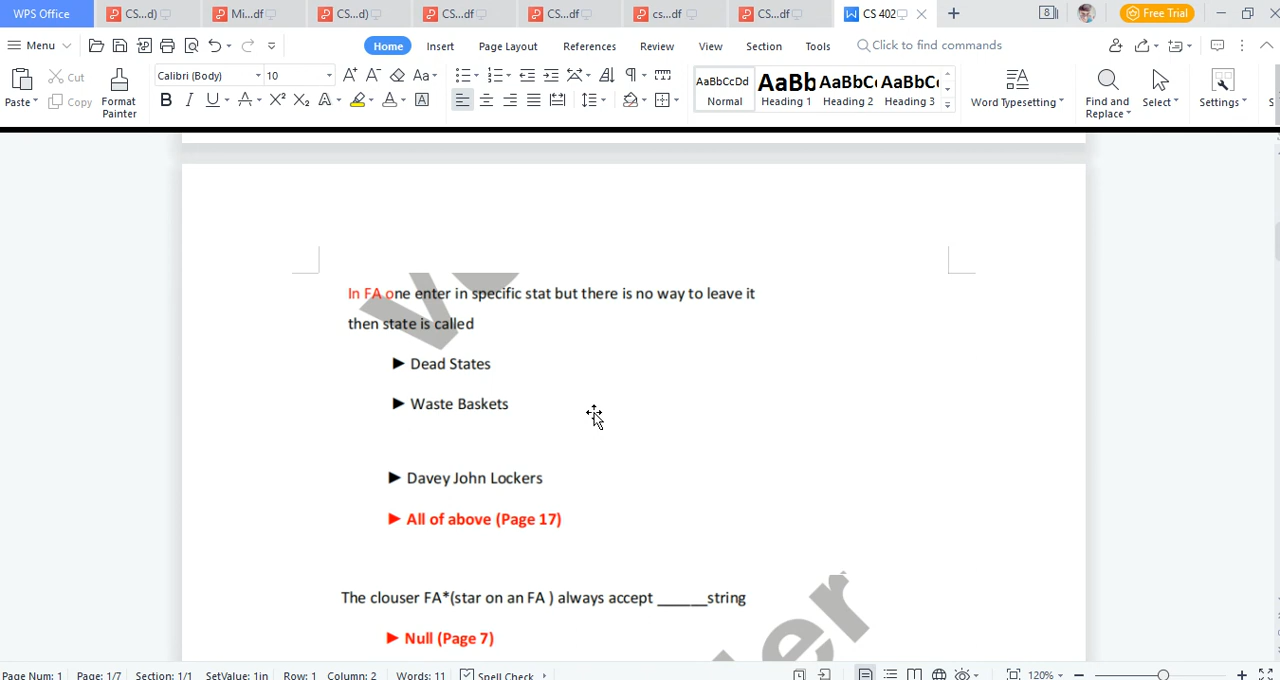 WPS Office CS...d) Mi...df CS...d) CS...df CS...df cs...df CS...df CS 402 + 8 Free Trial
Menu Home Insert Page Layout References Review View Section Tools Click to find commands
Paste Cut Copy Format Painter Calibri (Body) 10 AaBbCcDd Normal AaBb Heading 1 AaBbC Heading 2 AaBbC Heading 3 Word Typesetting Find and Replace Select Settings
In FA one enter in specific stat but there is no way to leave it
then state is called
► Dead States
► Waste Baskets
► Davey John Lockers
► All of above (Page 17)
The clouser FA*(star on an FA ) always accept ______string
► Null (Page 7)
Page Num: 1 Page: 1/7 Section: 1/1 SetValue: 1in Row: 1 Column: 2 Words: 11 Spell Check 120%